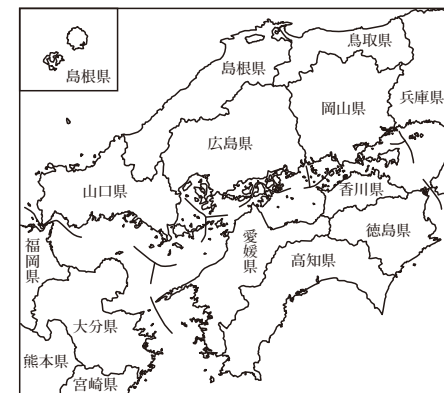 島根県
鳥取県
島根県
兵庫県
岡山県
広島県
山口県
香川県
徳島県
愛媛県
高知県
福岡県
大分県
熊本県
宮崎県